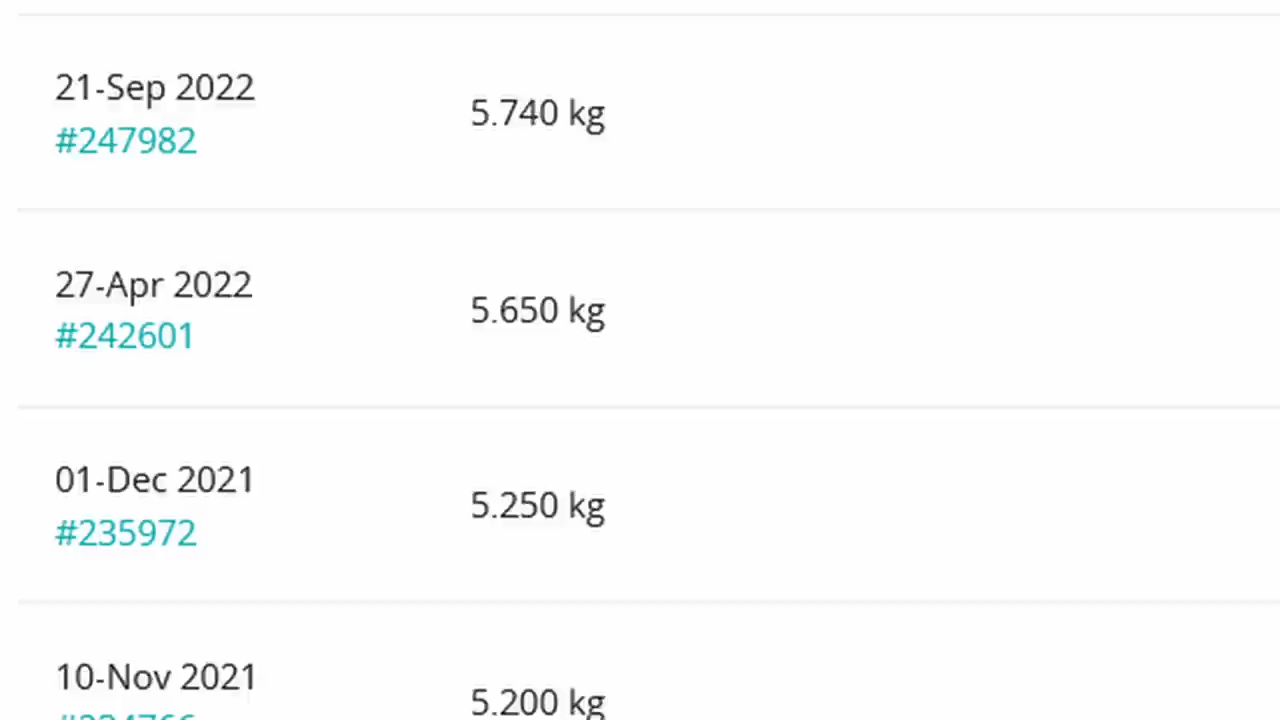 21-Sep 2022
#247982
5.740 kg
27-Apr 2022
#242601
5.650 kg
01-Dec 2021
#235972
5.250 kg
10-Nov 2021
5.200 kg